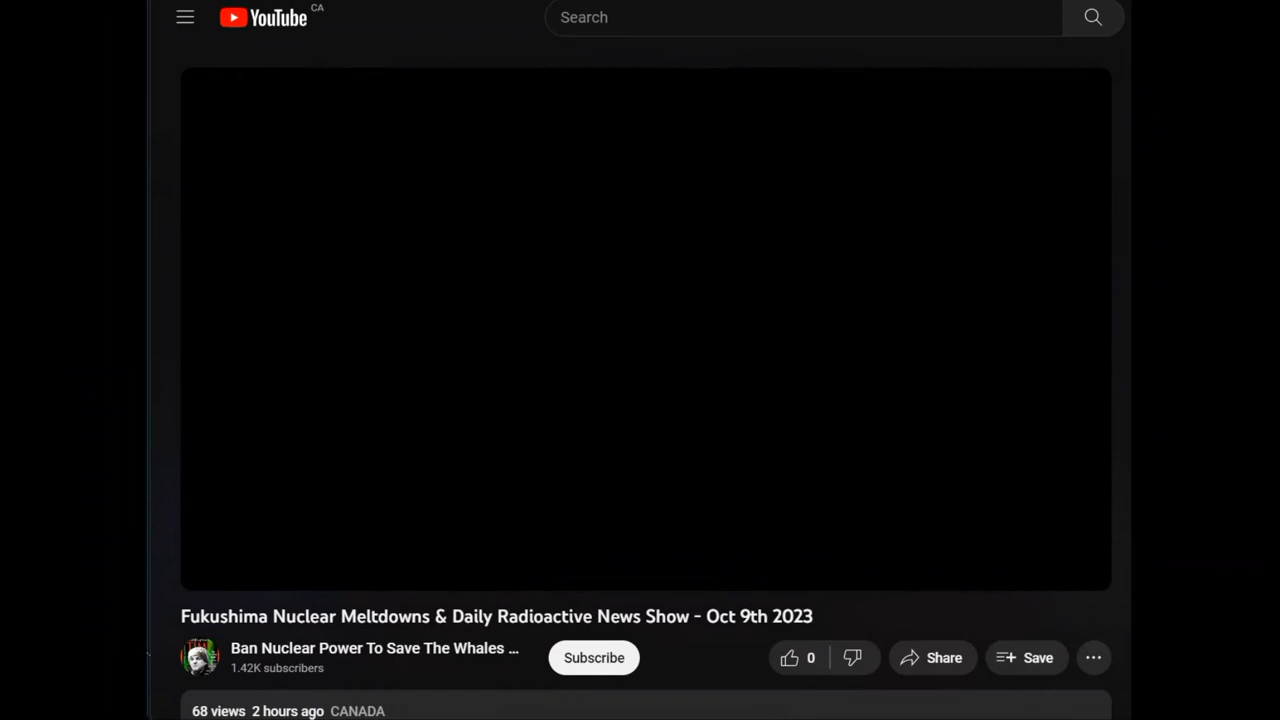 YouTube CA
Search
Fukushima Nuclear Meltdowns & Daily Radioactive News Show - Oct 9th 2023
Ban Nuclear Power To Save The Whales ...
Subscribe
0
Share
Save
1.42K subscribers
68 views 2 hours ago CANADA